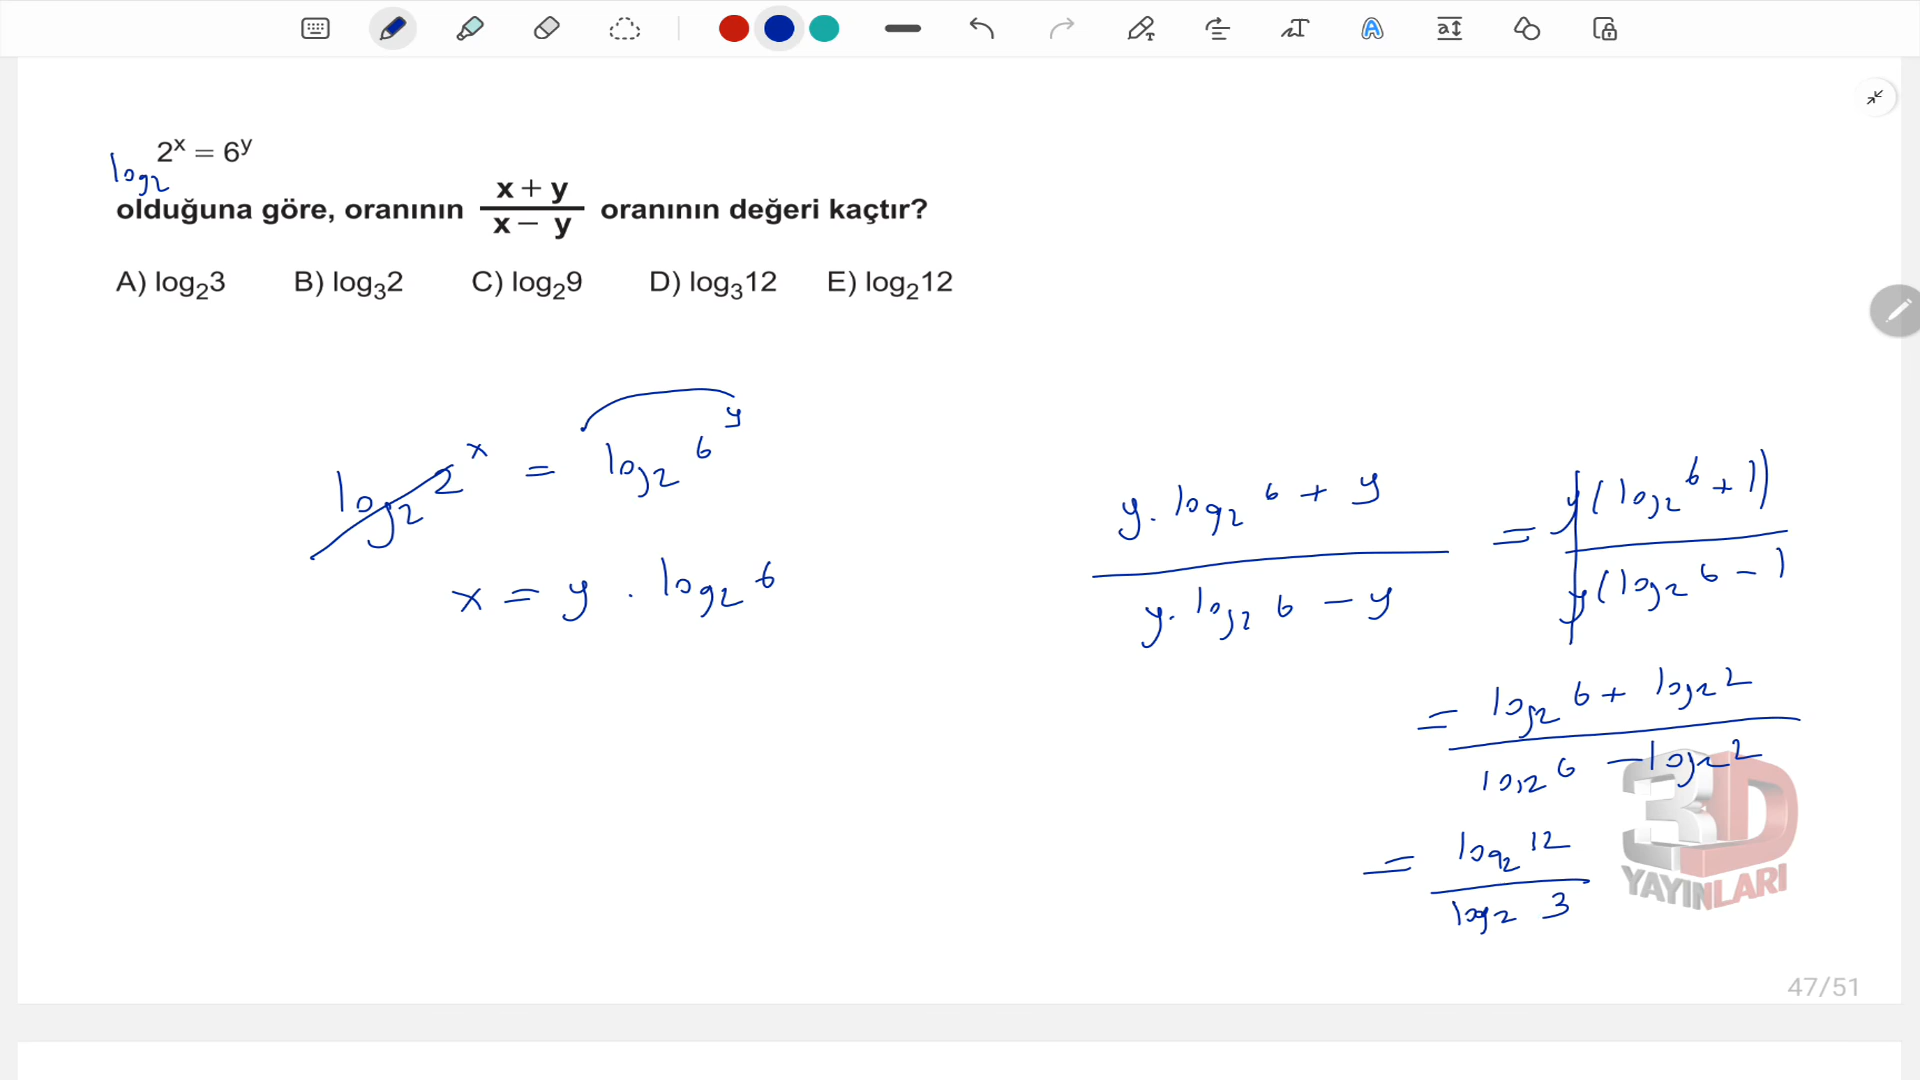 2^x = 6^y
log₂
olduğuna göre, oranının (x + y)/(x − y) oranının değeri kaçtır?
A) log₂3 B) log₃2 C) log₂9 D) log₃12 E) log₂12
log₂ 2^x = log₂ 6^y
x = y . log₂ 6
(y. log₂ 6 + y)/(y. log₂ 6 − y) = y(log₂ 6 + 1)/y(log₂ 6 − 1
= (log₂ 6 + log₂ 2)/(log₂ 6 − log₂ 2)
= log₂ 12/log₂ 3
3D
YAYINLARI
47/51